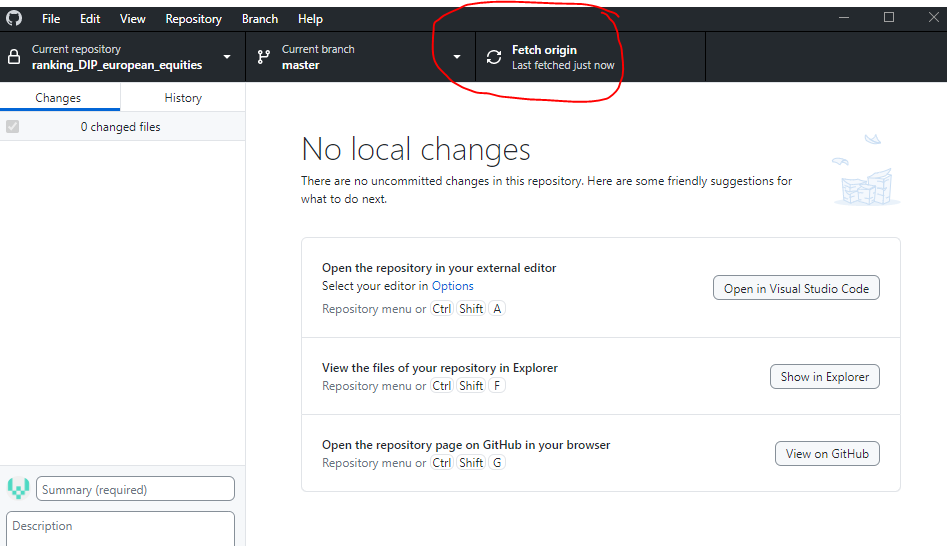 File Edit View Repository Branch Help
Current repository
ranking_DIP_european_equities
Current branch
master
Fetch origin
Last fetched just now
Changes History
0 changed files
No local changes
There are no uncommitted changes in this repository. Here are some friendly suggestions for
what to do next.
Open the repository in your external editor
Select your editor in Options
Repository menu or Ctrl Shift A
Open in Visual Studio Code
View the files of your repository in Explorer
Repository menu or Ctrl Shift F
Show in Explorer
Open the repository page on GitHub in your browser
Repository menu or Ctrl Shift G
View on GitHub
Summary (required)
Description